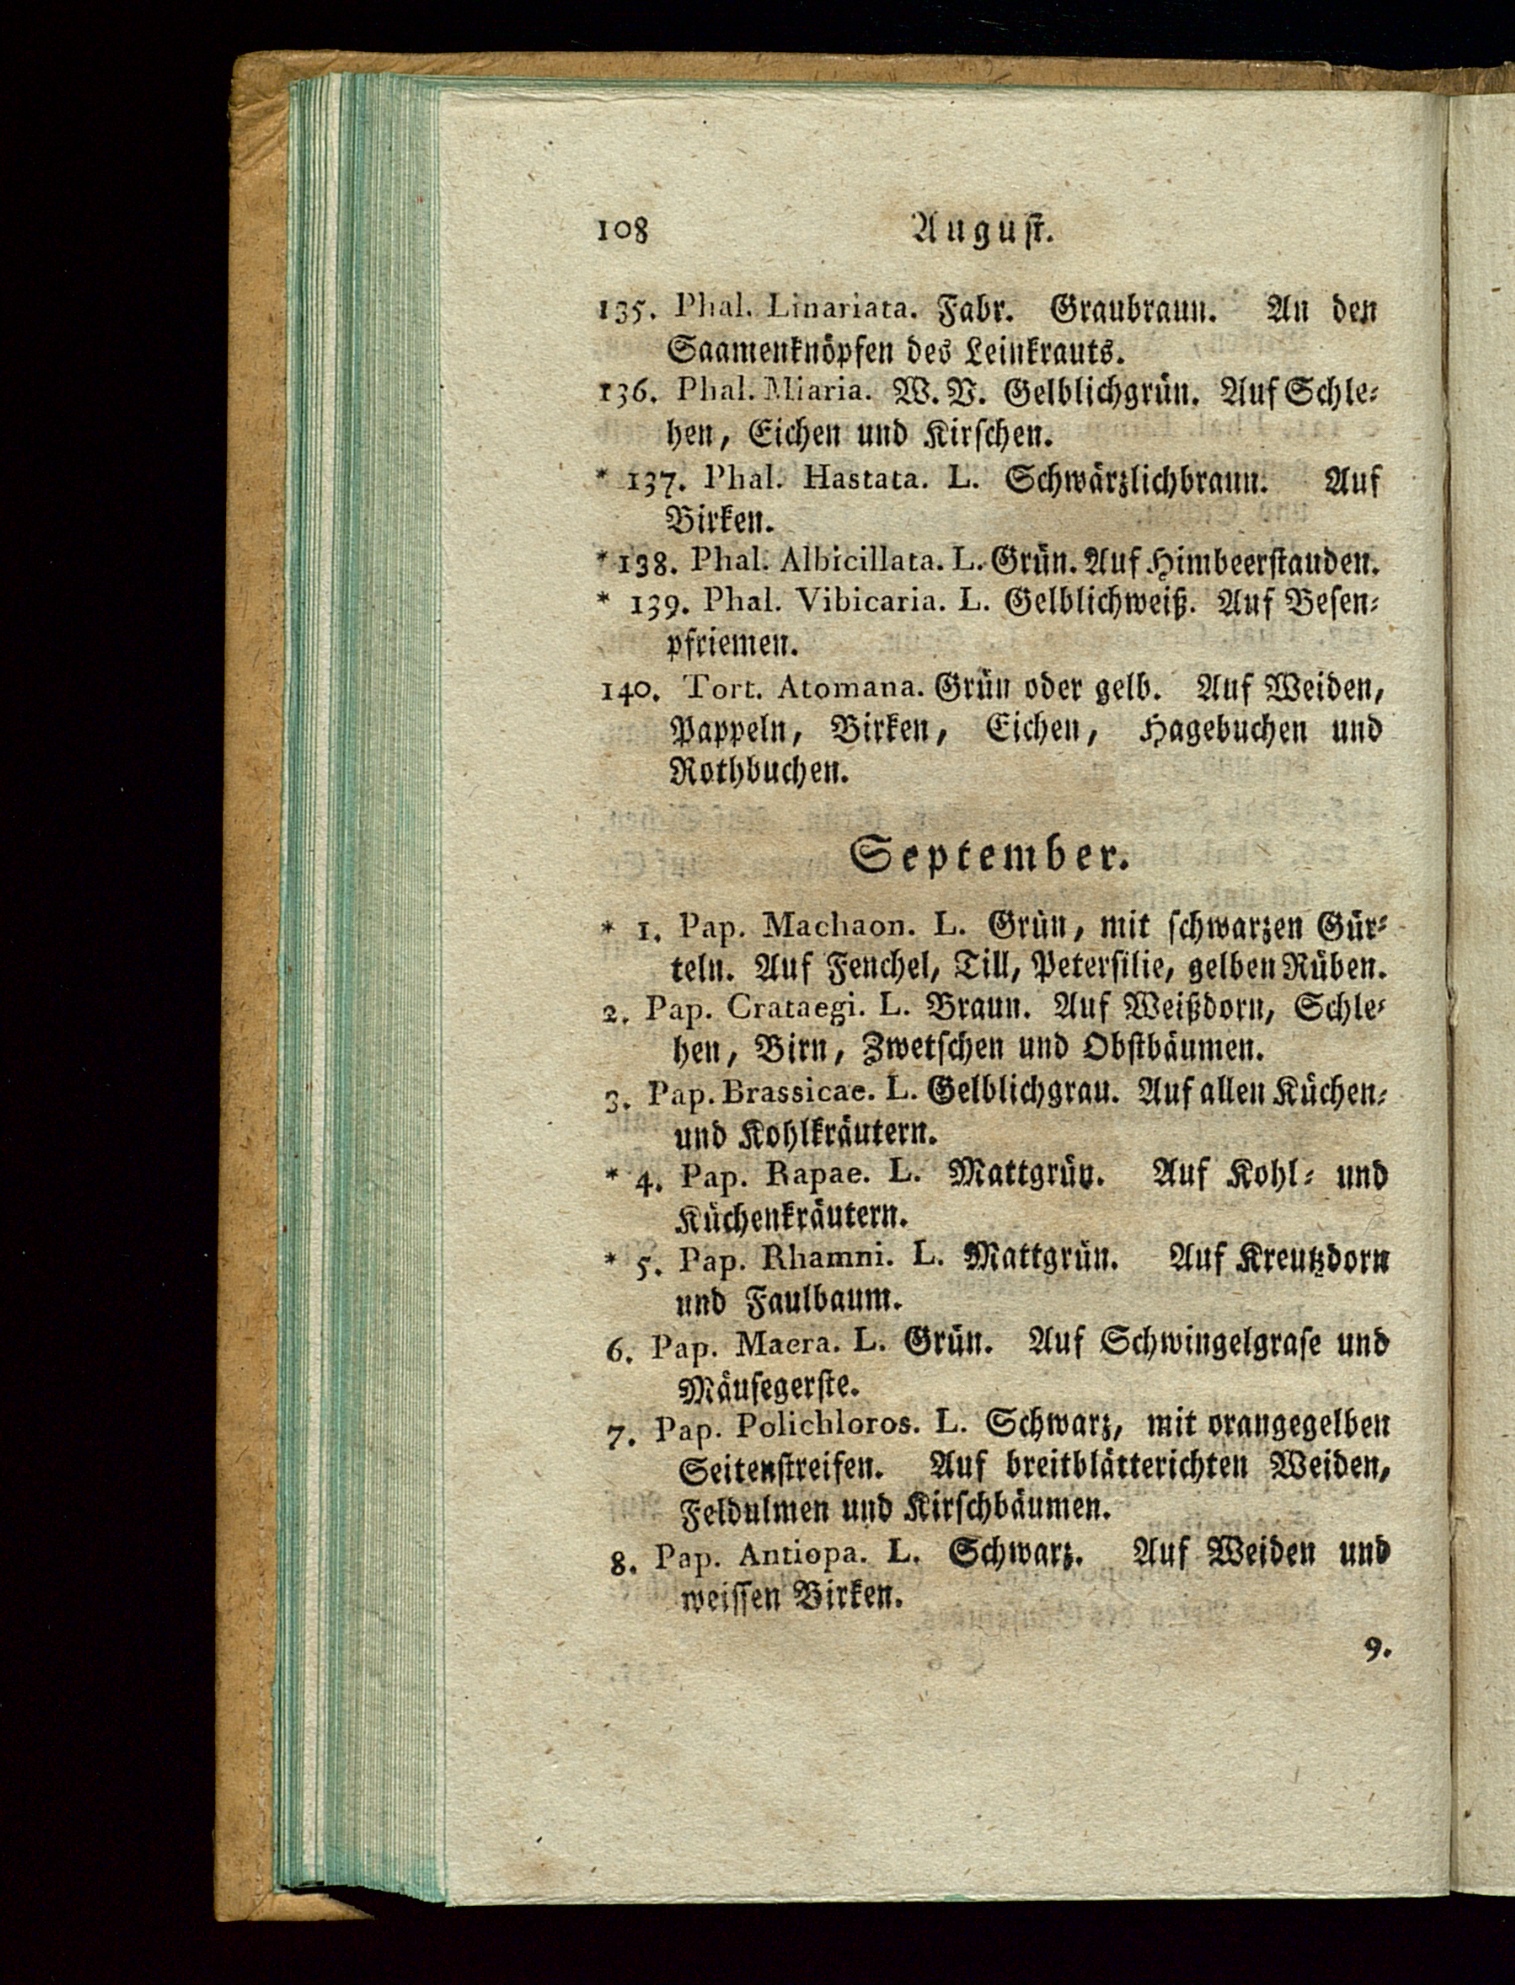 108 August.
135. Phal. Linariata. Fabr. Graubraun. An den
Saamenknöpfen des Leinkrauts.
136. Phal. Miaria. W. V. Gelblichgrün. Auf Schle-
hen, Eichen und Kirschen.
* 137. Phal. Hastata. L. Schwärzlichbraun. Auf
Birken.
* 138. Phal. Albicillata. L. Grün. Auf Himbeerstauden.
* 139. Phal. Vibicaria. L. Gelblichweiß. Auf Besen-
pfriemen.
140. Tort. Atomana. Grün oder gelb. Auf Weiden,
Pappeln, Birken, Eichen, Hagebuchen und
Rothbuchen.
September.
* 1. Pap. Machaon. L. Grün, mit schwarzen Gür-
teln. Auf Fenchel, Till, Petersilie, gelben Rüben.
2. Pap. Crataegi. L. Braun. Auf Weißdorn, Schle-
hen, Birn, Zwetschen und Obstbäumen.
3. Pap. Brassicae. L. Gelblichgrau. Auf allen Küchen-
und Kohlkräutern.
* 4. Pap. Rapae. L. Mattgrün. Auf Kohl- und
Küchenkräutern.
* 5. Pap. Rhamni. L. Mattgrün. Auf Kreutzdorn
und Faulbaum.
6. Pap. Maera. L. Grün. Auf Schwingelgrase und
Mäusegerste.
7. Pap. Polichloros. L. Schwarz, mit orangegelben
Seitenstreifen. Auf breitblätterichten Weiden,
Feldulmen und Kirschbäumen.
8. Pap. Antiopa. L. Schwarz. Auf Weiden und
weissen Birken.
9.